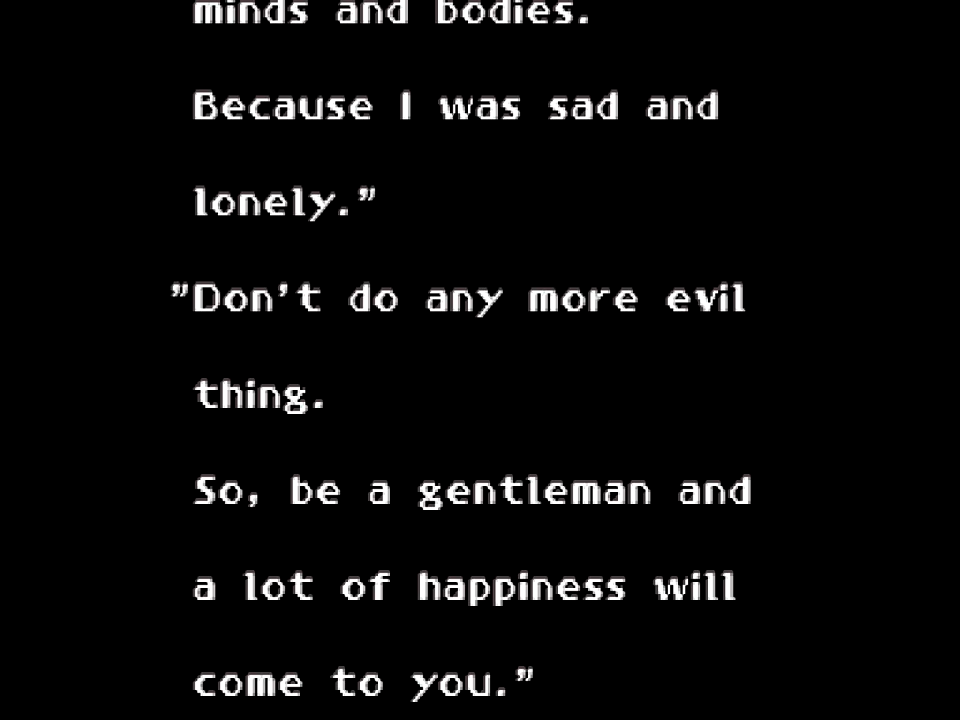 minds and bodies.
Because I was sad and
lonely.”
”Don’t do any more evil
thing.
So, be a gentleman and
a lot of happiness will
come to you.”